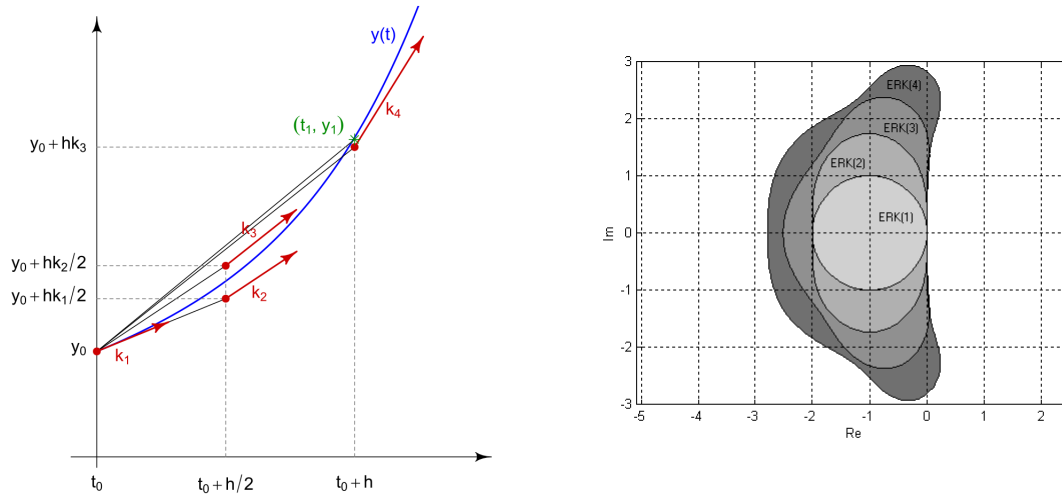 y(t)
(t₁, y₁)
k₄
y₀ + hk₃
k₃
y₀ + hk₂/2
y₀ + hk₁/2
k₂
y₀
k₁
t₀
t₀ + h/2
t₀ + h
3
2
1
0
-1
-2
-3
Im
ERK(4)
ERK(3)
ERK(2)
ERK(1)
-5 -4 -3 -2 -1 0 1 2
Re